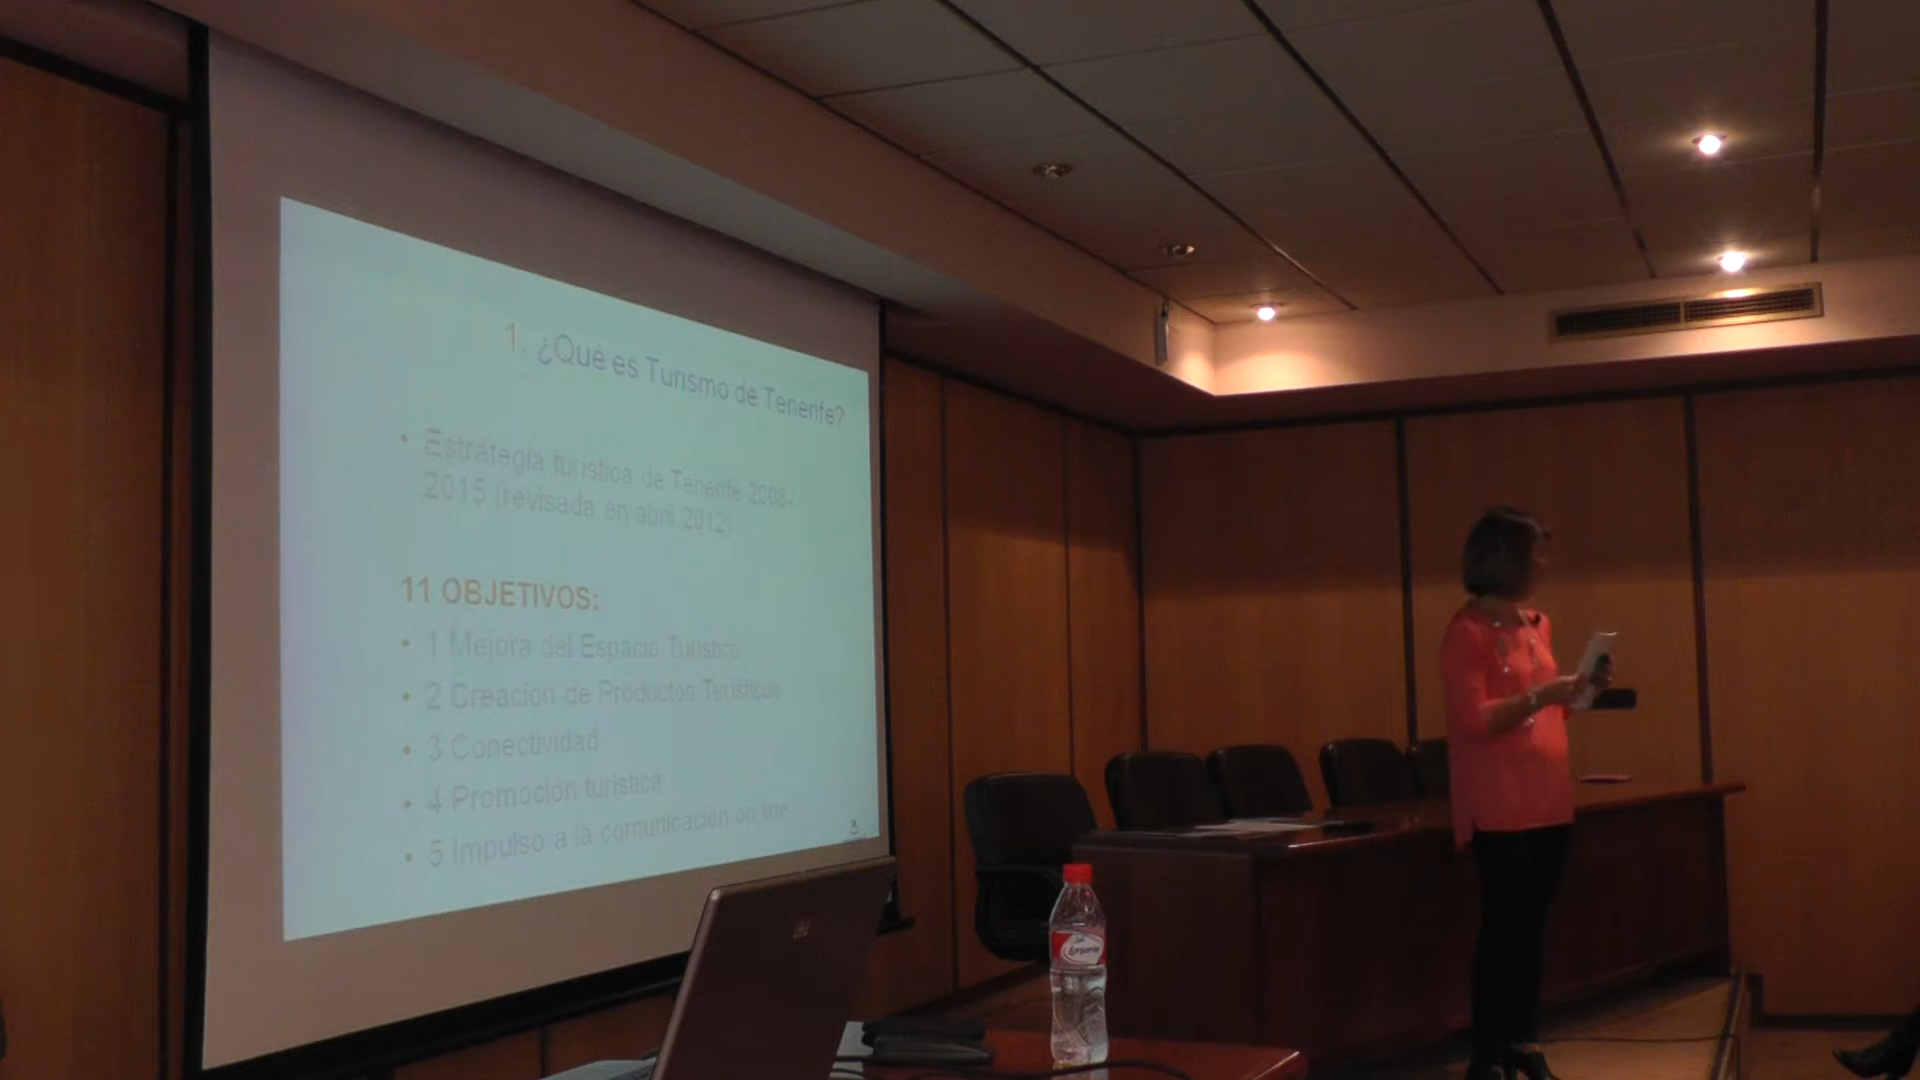 1. ¿Qué es Turismo de Tenerife?
• Estrategia turística de Tenerife 2008-
2015 (revisada en abril 2012)
11 OBJETIVOS:
• 1 Mejora del Espacio Turístico
• 2 Creación de Productos Turísticos
• 3 Conectividad
• 4 Promoción turística
• 5 Impulso a la comunicación on line
Lanjarón